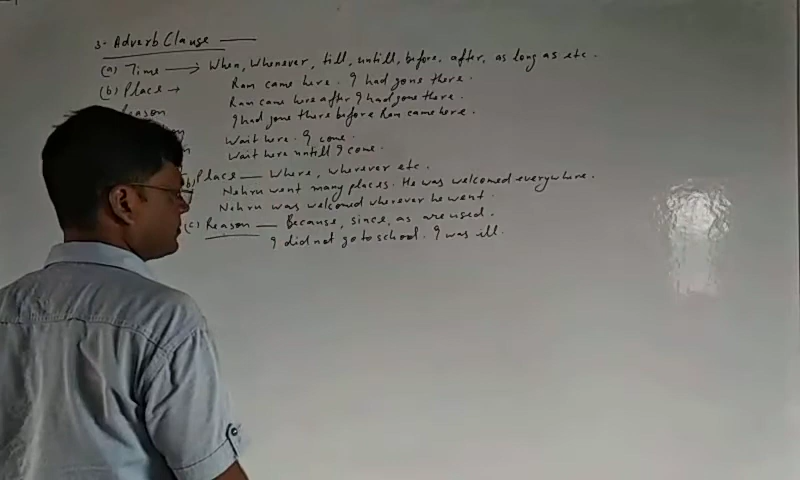 3- Adverb Clause —
(a) Time → When, Whenever, till, untill, before, after, as long as etc.
(b) Place → Ram came here. I had gone there.
Reason Ram came here after I had gone there.
I had gone there before Ram came here.
Wait here. I come.
Wait here untill I come.
(b) Place — Where, wherever etc.
Nehru went many places. He was welcomed everywhere.
Nehru was welcomed wherever he went.
(c) Reason — Because, since, as are used.
I did not go to school. I was ill.